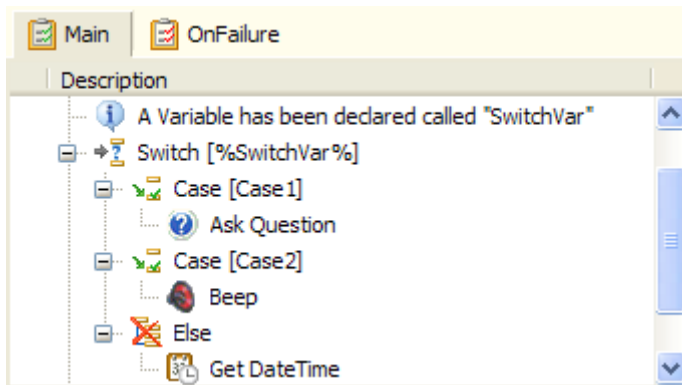 Main
OnFailure
Description
A Variable has been declared called "SwitchVar"
Switch [%SwitchVar%]
Case [Case1]
Ask Question
Case [Case2]
Beep
Else
Get DateTime